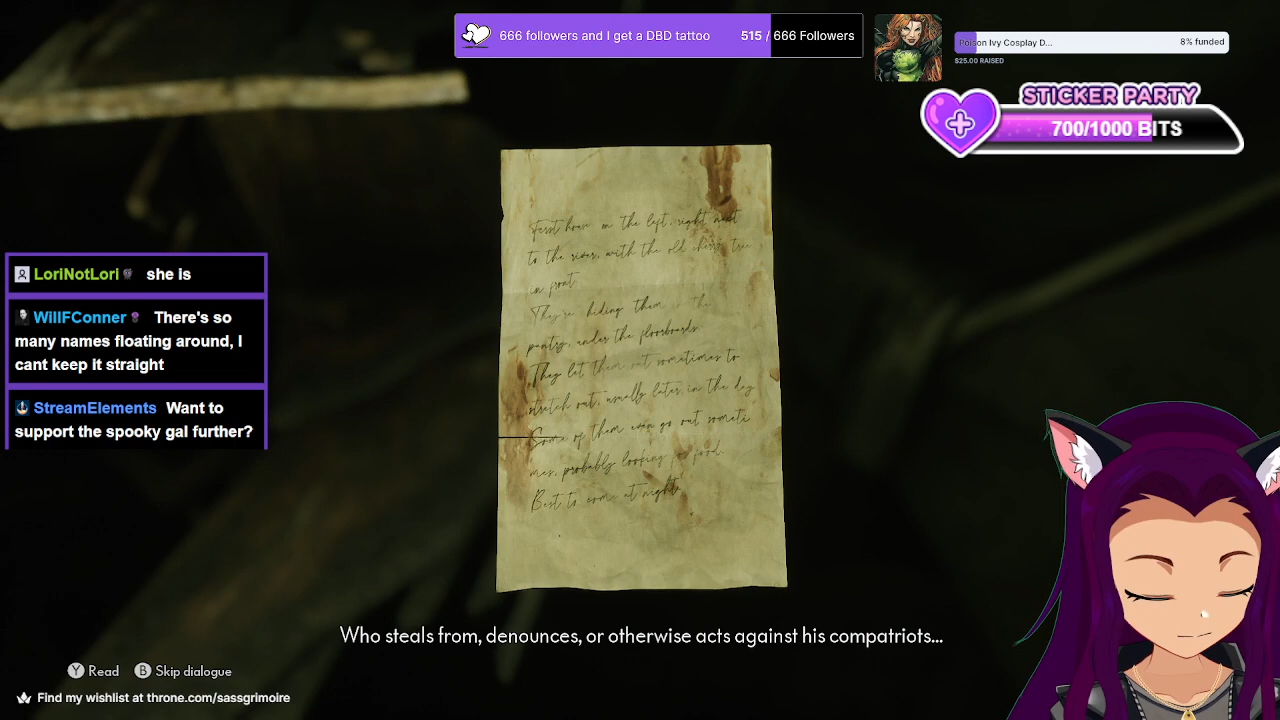 666 followers and I get a DBD tattoo 515 / 666 Followers
Poison Ivy Cosplay D... 8% funded
$25.00 RAISED
STICKER PARTY
700/1000 BITS
First house on the left, right next
to the river, with the old cherry tree
in front
They're hiding them in the
pantry, under the floorboards
They let them out sometimes to
stretch out, usually later in the day
Some of them even go out someti
mes, probably looking for food.
Best to come at night
LoriNotLori she is
WillFConner There's so
many names floating around, I
cant keep it straight
StreamElements Want to
support the spooky gal further?
Who steals from, denounces, or otherwise acts against his compatriots...
Y Read B Skip dialogue
Find my wishlist at throne.com/sassgrimoire